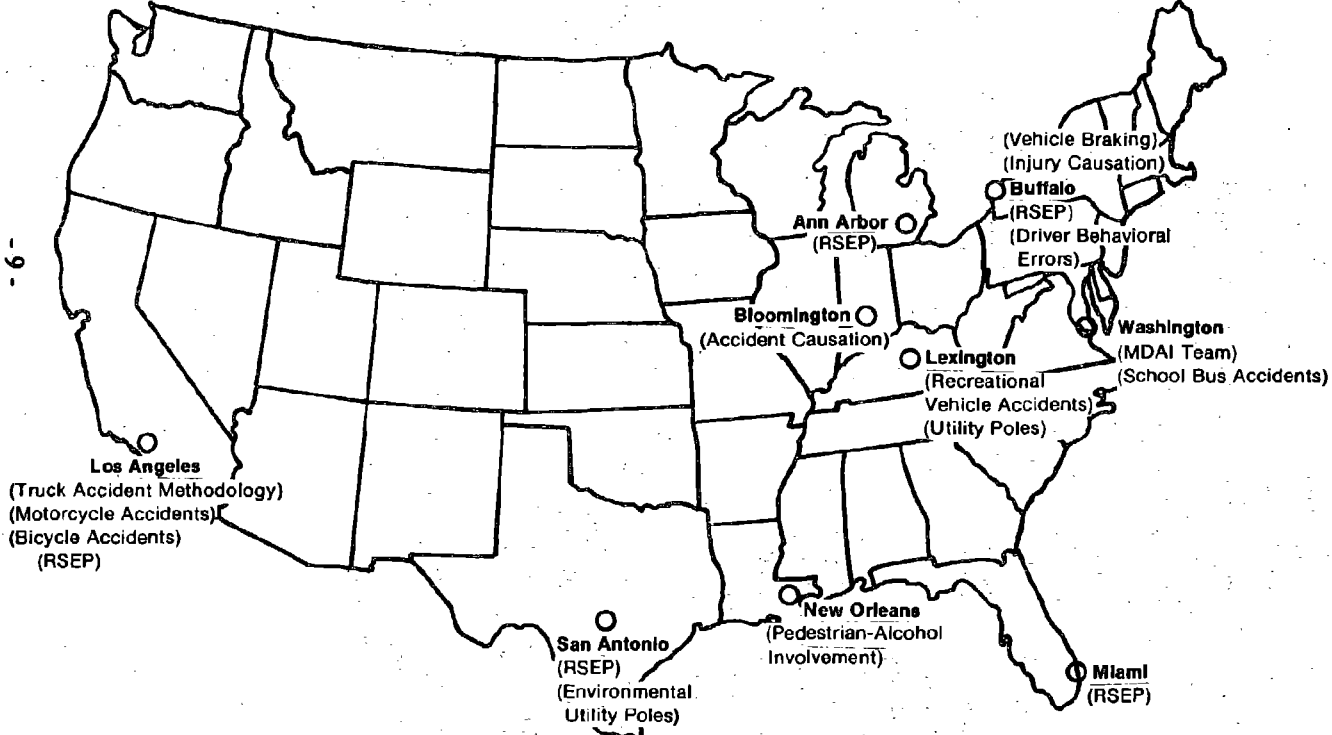 (Vehicle Braking)
(Injury Causation)
Buffalo
(RSEP)
(Driver Behavioral
Errors)
Ann Arbor
(RSEP)
Bloomington
(Accident Causation)
Washington
(MDAI Team)
(School Bus Accidents)
Lexington
(Recreational
Vehicle Accidents)
(Utility Poles)
Los Angeles
(Truck Accident Methodology)
(Motorcycle Accidents)
(Bicycle Accidents)
(RSEP)
New Orleans
(Pedestrian-Alcohol
Involvement)
San Antonio
(RSEP)
(Environmental
Utility Poles)
Miami
(RSEP)
-9-